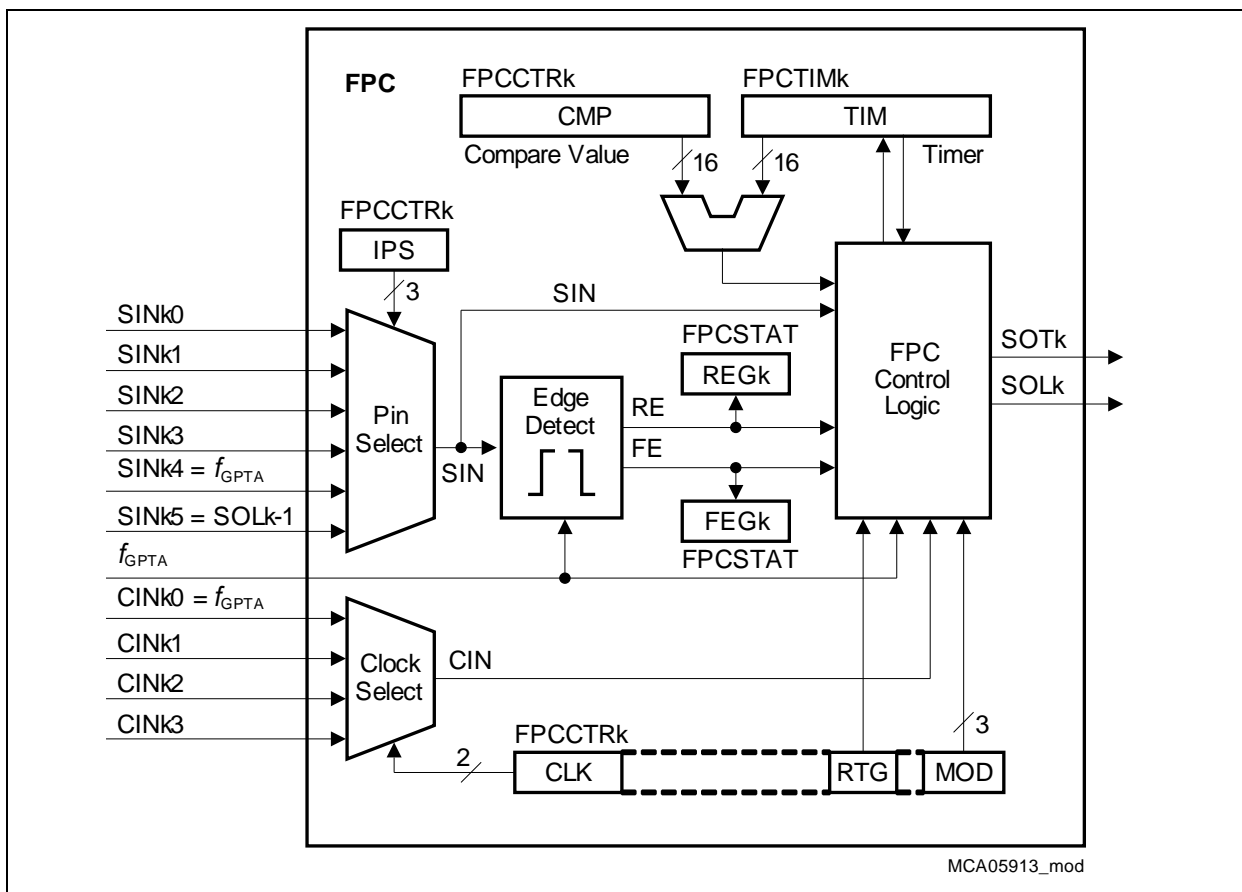 FPC
FPCCTRk
CMP
Compare Value
16
FPCTIMk
TIM
Timer
16
FPCCTRk
IPS
3
SINk0
SINk1
SINk2
SINk3
SINk4 = fGPTA
SINk5 = SOLk-1
fGPTA
CINk0 = fGPTA
CINk1
CINk2
CINk3
Pin
Select
SIN
SIN
Edge
Detect
RE
FE
FPCSTAT
REGk
FEGk
FPCSTAT
FPC
Control
Logic
SOTk
SOLk
Clock
Select
CIN
2
FPCCTRk
CLK
RTG
MOD
3
MCA05913_mod